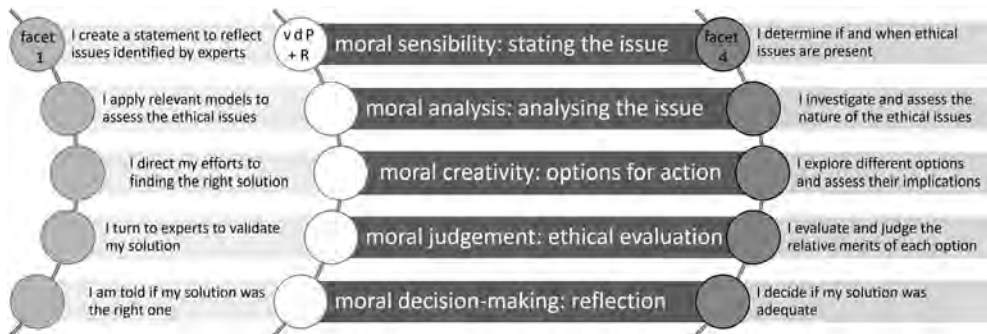 facet
1
I create a statement to reflect
issues identified by experts
v d P
+ R
moral sensibility: stating the issue
facet
4
I determine if and when ethical
issues are present
I apply relevant models to
assess the ethical issues
moral analysis: analysing the issue
I investigate and assess the
nature of the ethical issues
I direct my efforts to
finding the right solution
moral creativity: options for action
I explore different options
and assess their implications
I turn to experts to validate
my solution
moral judgement: ethical evaluation
I evaluate and judge the
relative merits of each option
I am told if my solution was
the right one
moral decision-making: reflection
I decide if my solution was
adequate